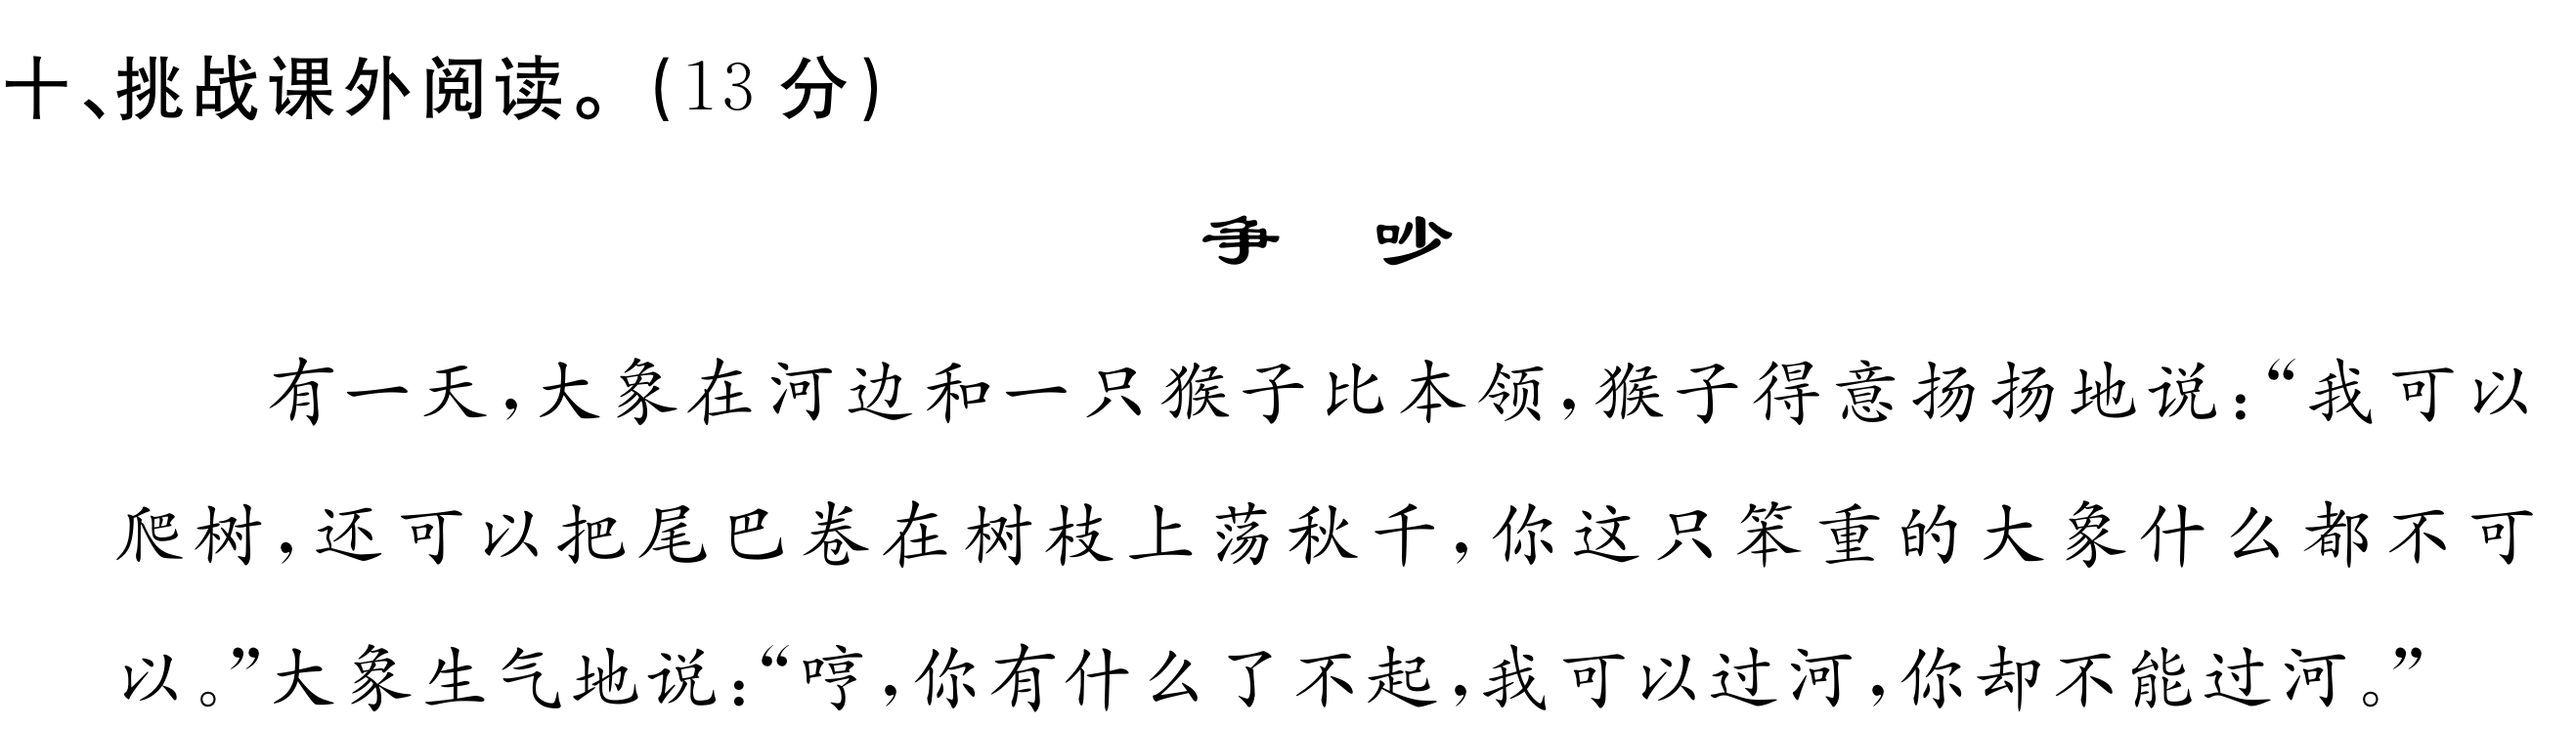 十、挑战课外阅读。(13 分)
争 吵
有一天,大象在河边和一只猴子比本领,猴子得意扬扬地说:“我可以
爬树,还可以把尾巴卷在树枝上荡秋千,你这只笨重的大象什么都不可
以。”大象生气地说:“哼,你有什么了不起,我可以过河,你却不能过河。”